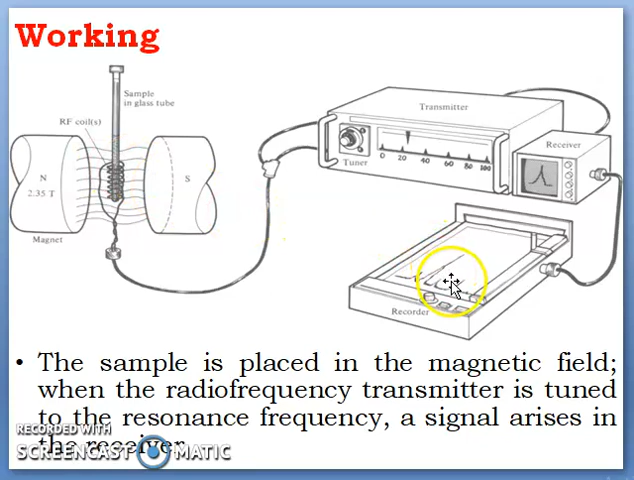 Working
Sample
in glass tube
RF coil(s)
Transmitter
Receiver
Tuner
0 20 40 60 80 100
N
S
2.35 T
Magnet
Recorder
• The sample is placed in the magnetic field;
when the radiofrequency transmitter is tuned
to the resonance frequency, a signal arises in
the receiver.
RECORDED WITH
SCREENCAST MATIC